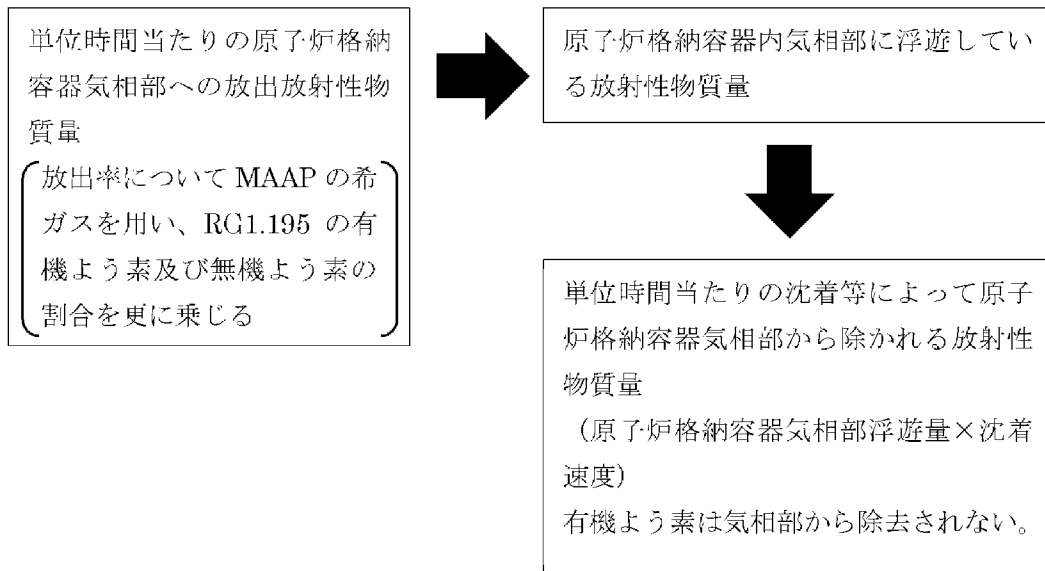 単位時間当たりの原子炉格納
容器気相部への放出放射性物
質量
放出率について MAAP の希
ガスを用い、RG1.195 の有
機よう素及び無機よう素の
割合を更に乗じる
原子炉格納容器内気相部に浮遊してい
る放射性物質量
単位時間当たりの沈着等によって原子
炉格納容器気相部から除かれる放射性
物質量
（原子炉格納容器気相部浮遊量×沈着
速度）
有機よう素は気相部から除去されない。